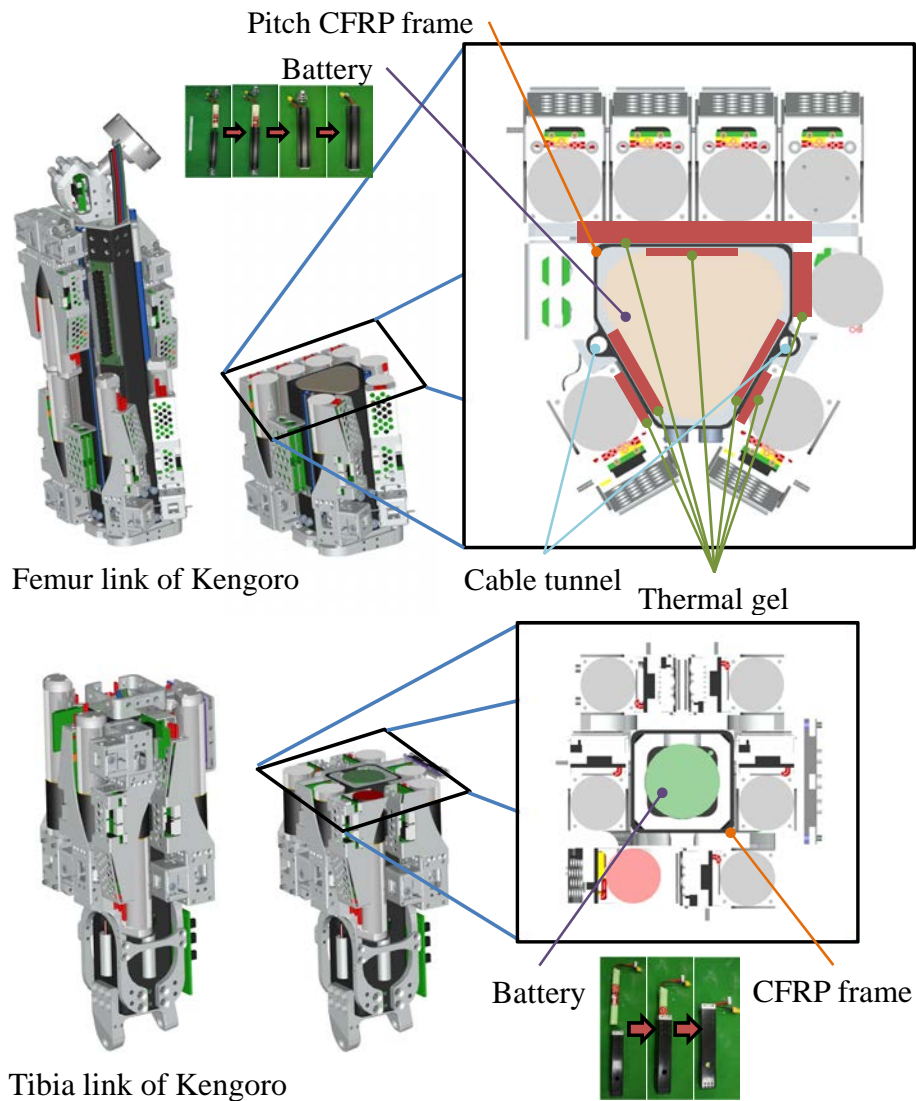 Pitch CFRP frame
Battery
Femur link of Kengoro
Cable tunnel
Thermal gel
Battery
CFRP frame
Tibia link of Kengoro